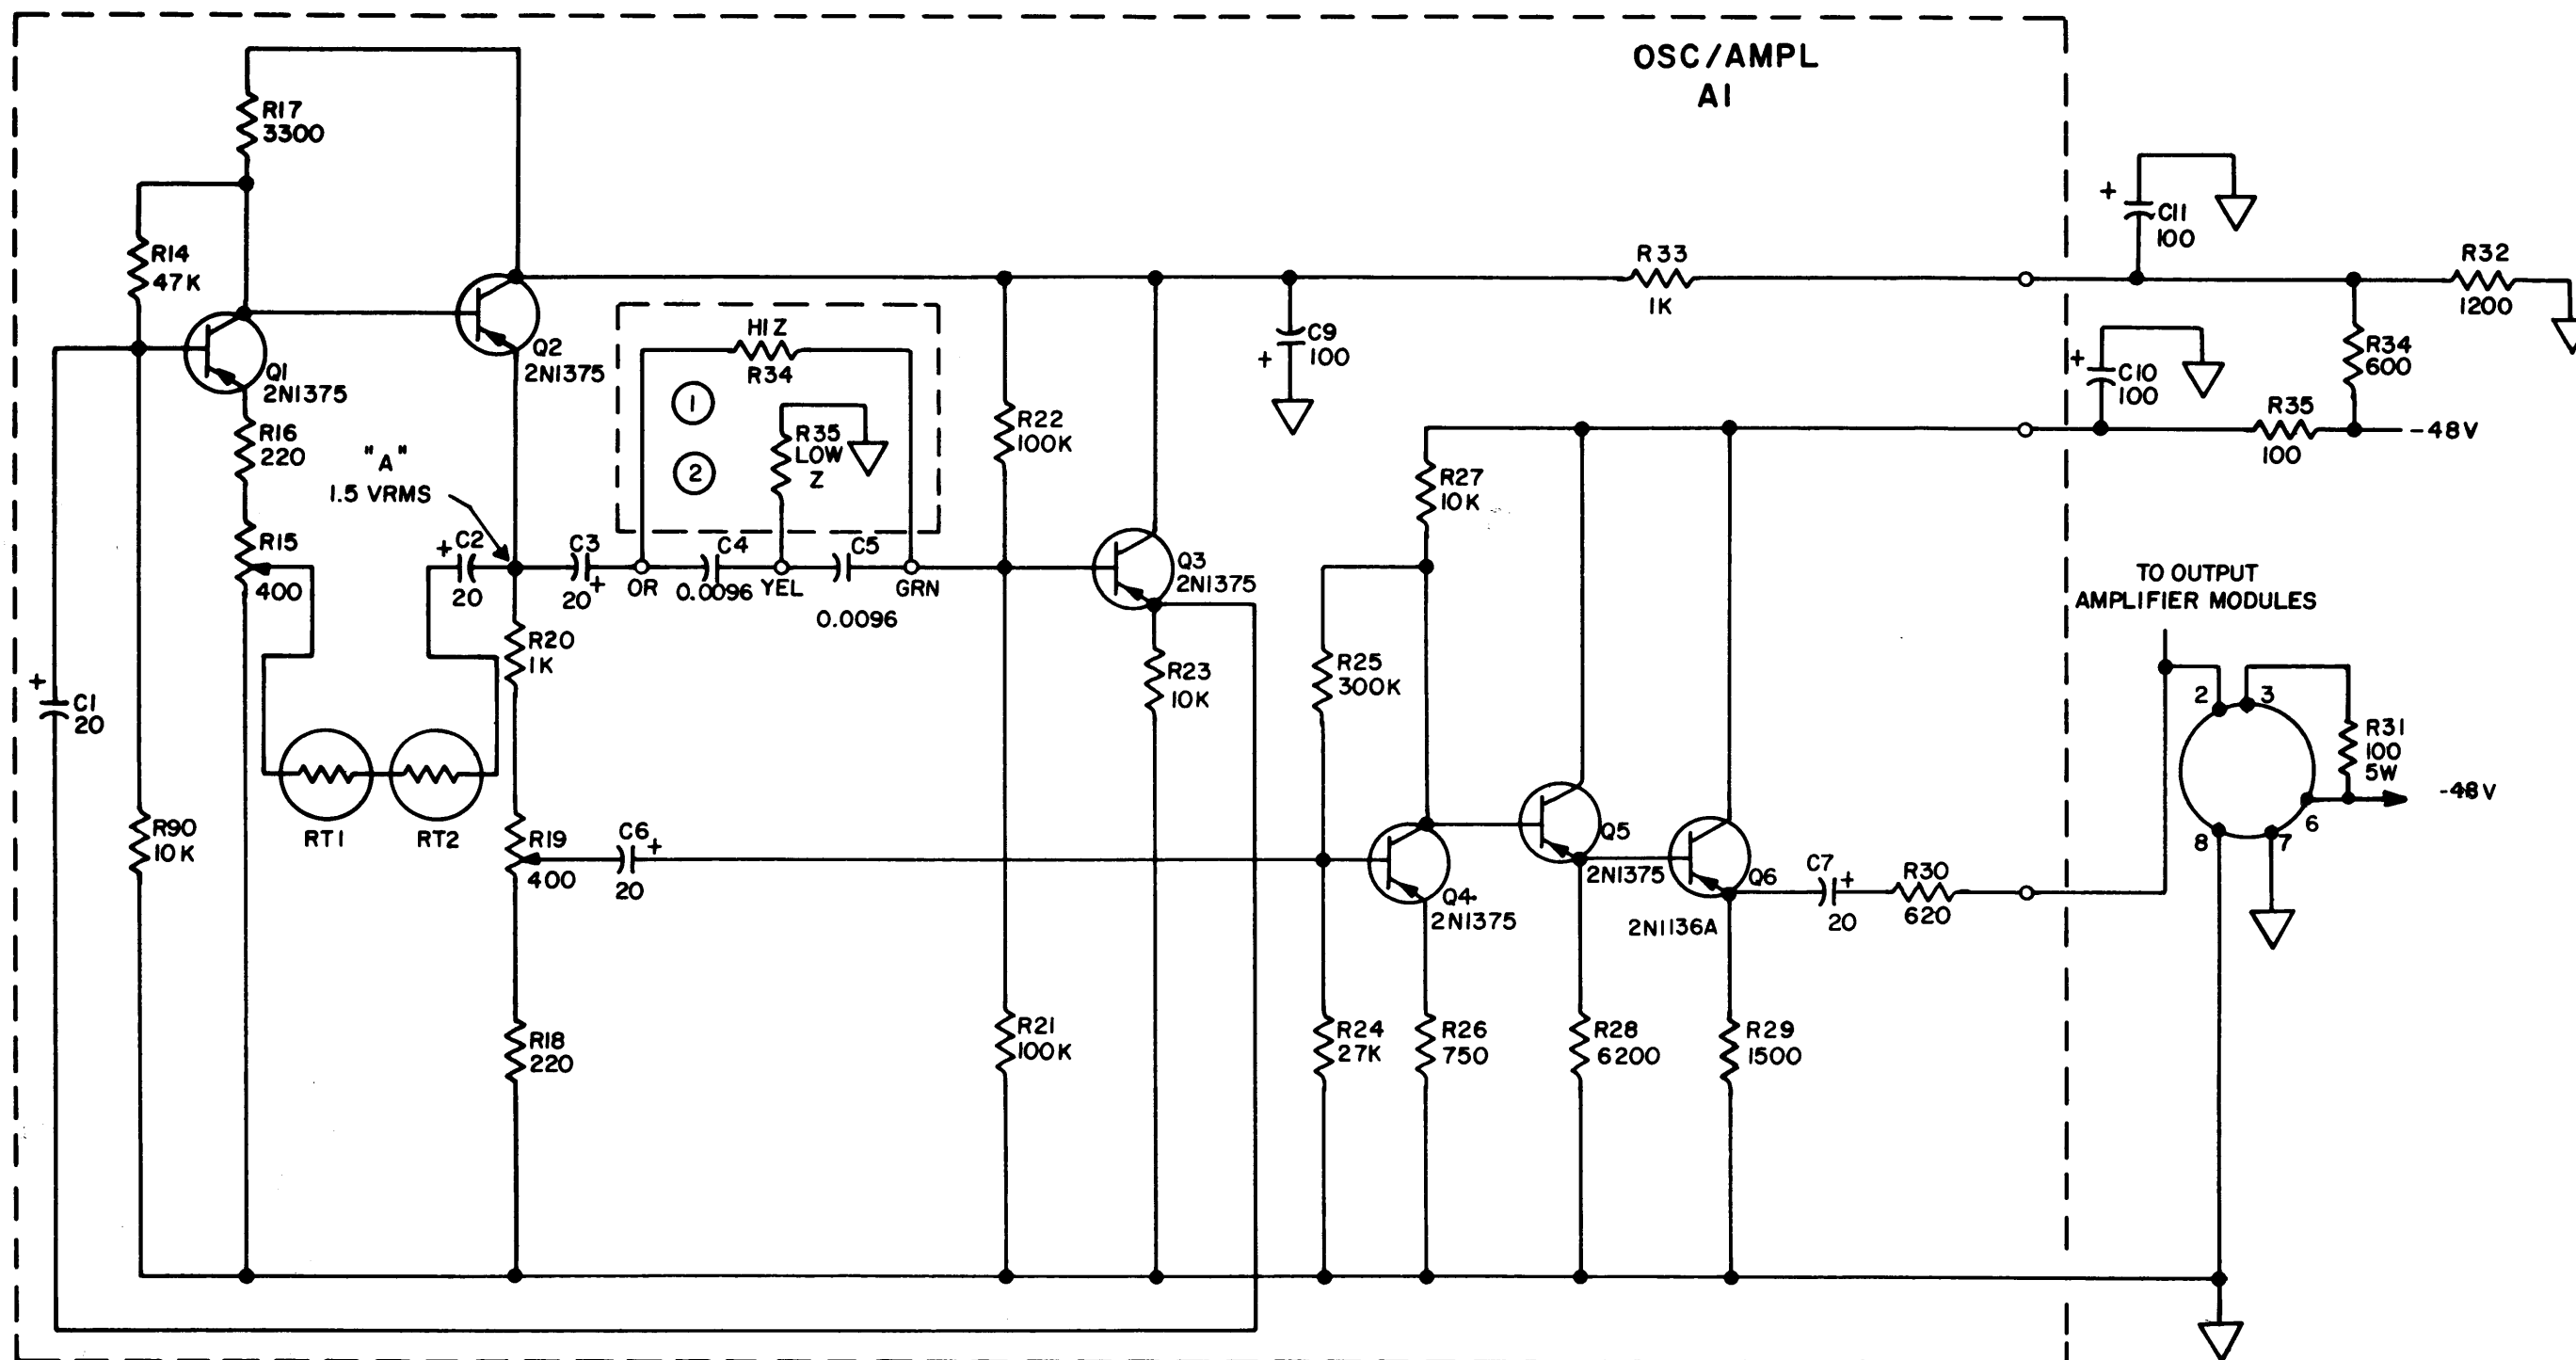 OSC/AMPL
A1
R17
3300
R14
47K
Q1
2N1375
Q2
2N1375
R16
220
"A"
1.5 VRMS
R15
400
C2
20
C3
20
+
+
HI Z
R34
1
2
R35
LOW
Z
OR
C4
0.0096
YEL
C5
0.0096
GRN
R22
100K
C9
100
+
R33
1K
C11
100
+
R32
1200
C10
100
+
R34
600
R35
100
-48V
R27
10K
Q3
2N1375
R20
1K
R23
10K
R25
300K
TO OUTPUT
AMPLIFIER MODULES
2
3
R31
100
5W
-48V
6
7
8
+
C1
20
R90
10K
RT1
RT2
R19
400
C6
+
20
Q4
2N1375
Q5
2N1375
Q6
2N1136A
C7
+
20
R30
620
R18
220
R21
100K
R24
27K
R26
750
R28
6200
R29
1500